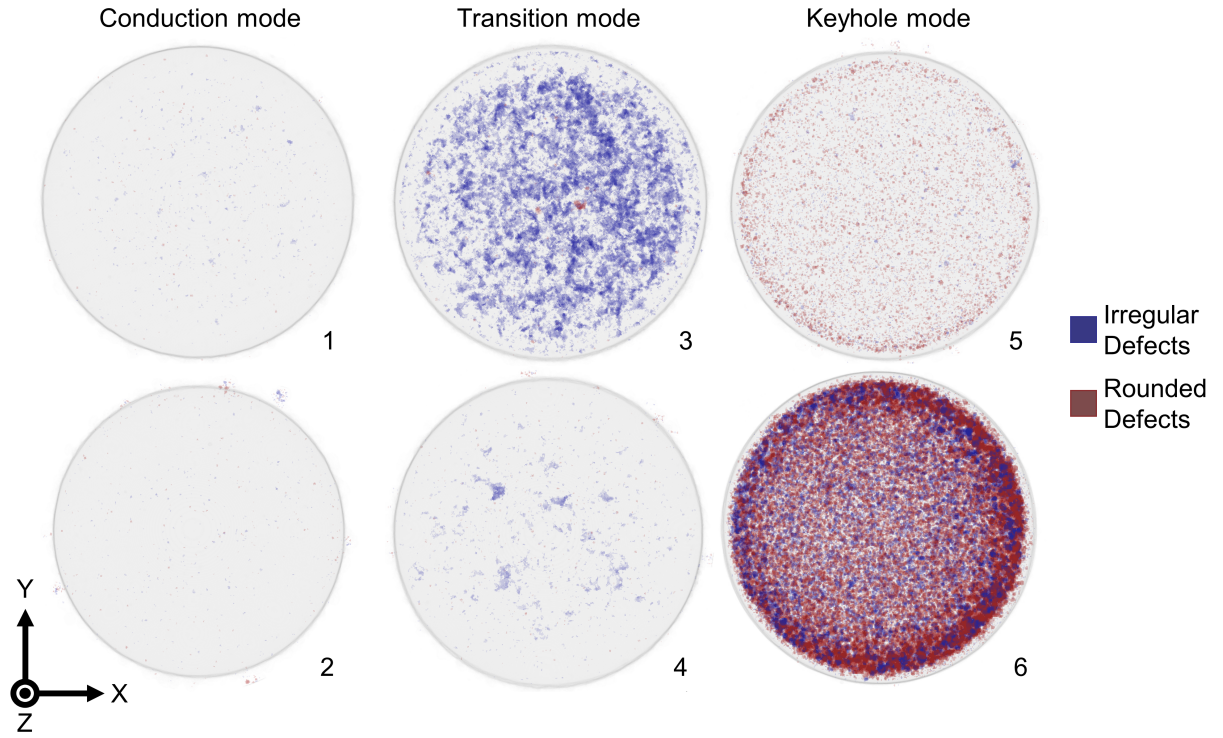 Conduction mode
Transition mode
Keyhole mode
1
3
5
Irregular
Defects
Rounded
Defects
2
4
6
Y
X
Z